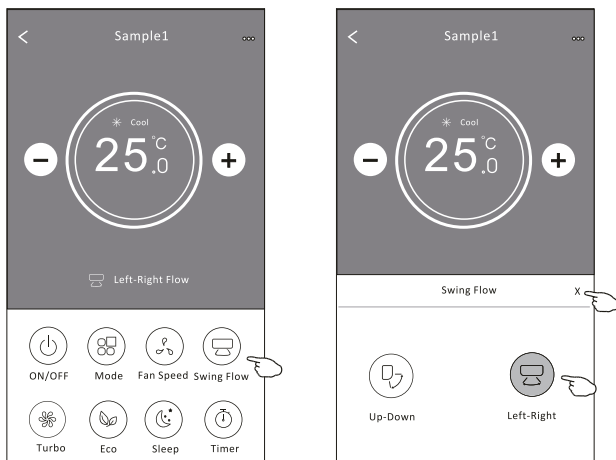 Sample1
Cool
25.0°C
Left-Right Flow
ON/OFF Mode Fan Speed Swing Flow
Turbo Eco Sleep Timer
Sample1
Cool
25.0°C
Swing Flow X
Up-Down Left-Right